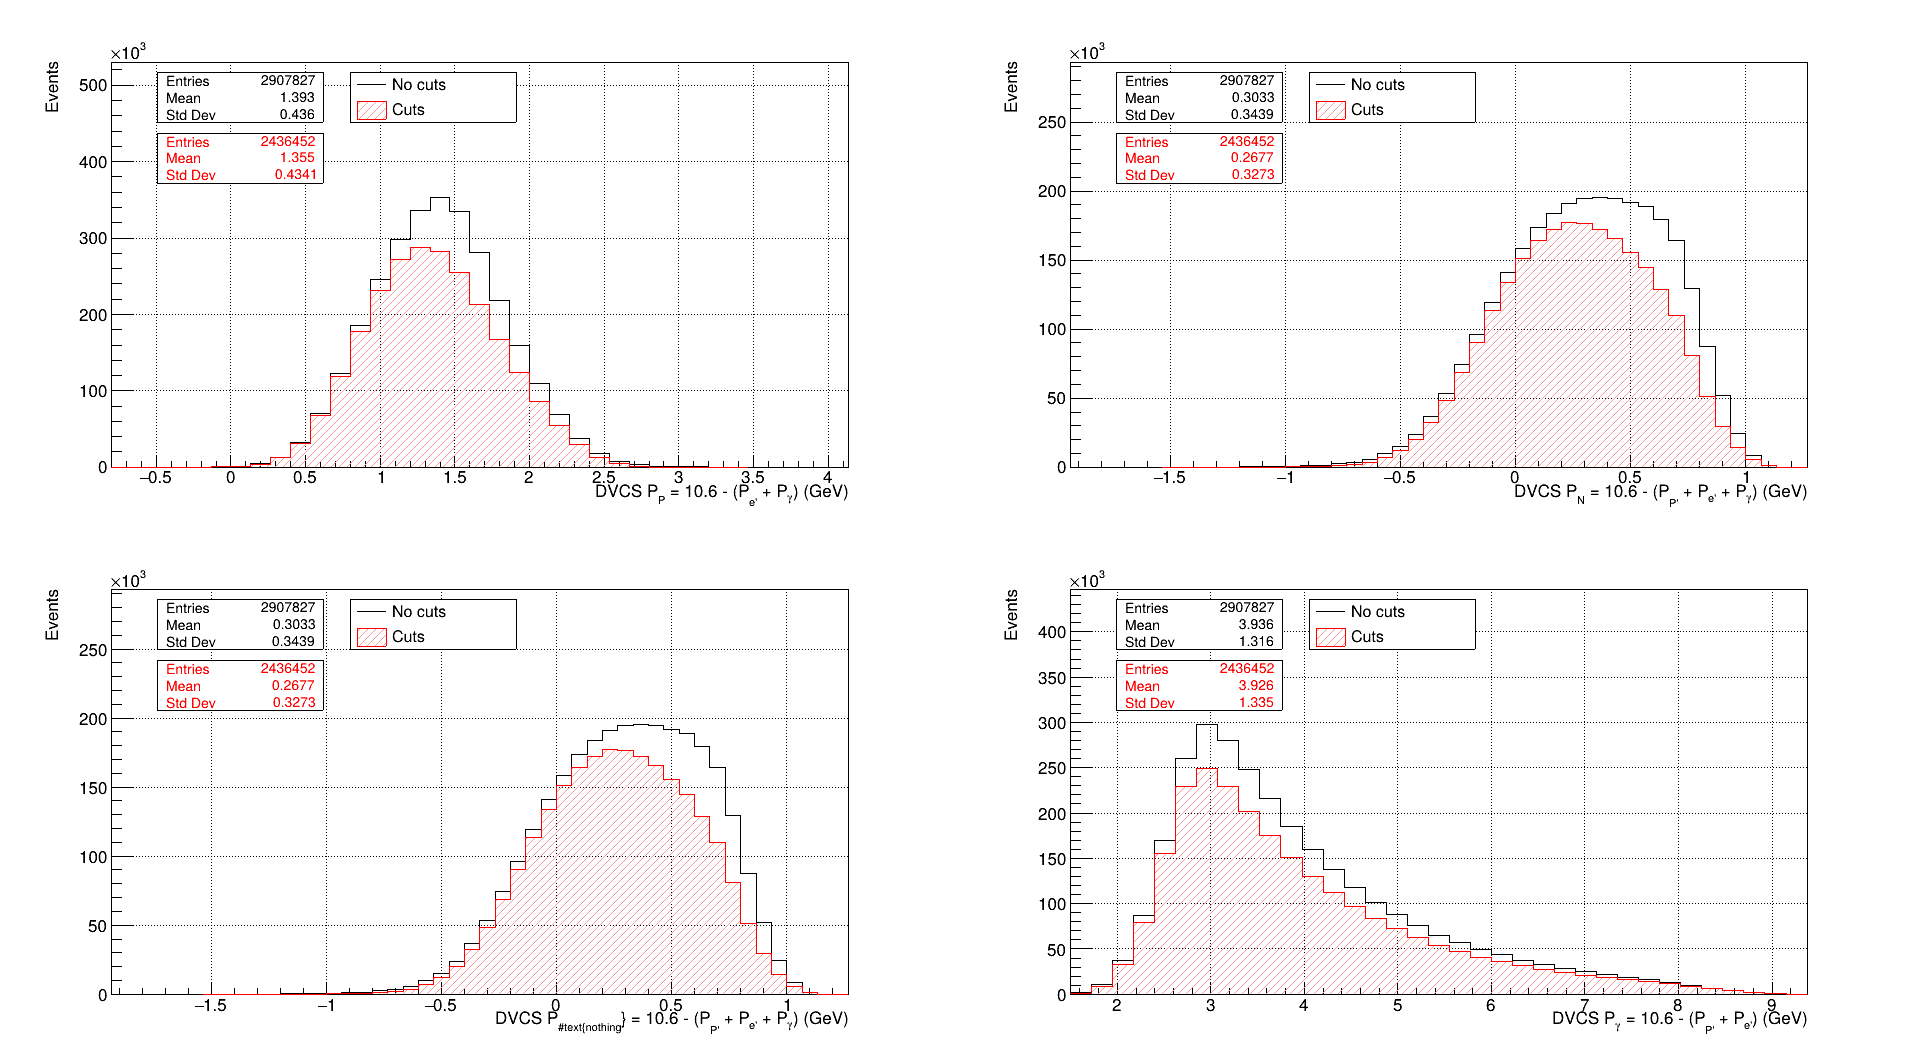 ×10³
Events
500
400
300
200
100
0
Entries 2907827
Mean 1.393
Std Dev 0.436
Entries 2436452
Mean 1.355
Std Dev 0.4341
No cuts
Cuts
−0.5 0 0.5 1 1.5 2 2.5 3 3.5 4
DVCS P_P = 10.6 - (P_e' + P_γ) (GeV)
×10³
Events
250
200
150
100
50
0
Entries 2907827
Mean 0.3033
Std Dev 0.3439
Entries 2436452
Mean 0.2677
Std Dev 0.3273
No cuts
Cuts
−1.5 −1 −0.5 0 0.5 1
DVCS P_N = 10.6 - (P_P' + P_e' + P_γ) (GeV)
×10³
Events
250
200
150
100
50
0
Entries 2907827
Mean 0.3033
Std Dev 0.3439
Entries 2436452
Mean 0.2677
Std Dev 0.3273
No cuts
Cuts
−1.5 −1 −0.5 0 0.5 1
DVCS P_#text{nothing} = 10.6 - (P_P' + P_e' + P_γ) (GeV)
×10³
Events
400
350
300
250
200
150
100
50
0
Entries 2907827
Mean 3.936
Std Dev 1.316
Entries 2436452
Mean 3.926
Std Dev 1.335
No cuts
Cuts
2 3 4 5 6 7 8 9
DVCS P_γ = 10.6 - (P_P' + P_e') (GeV)